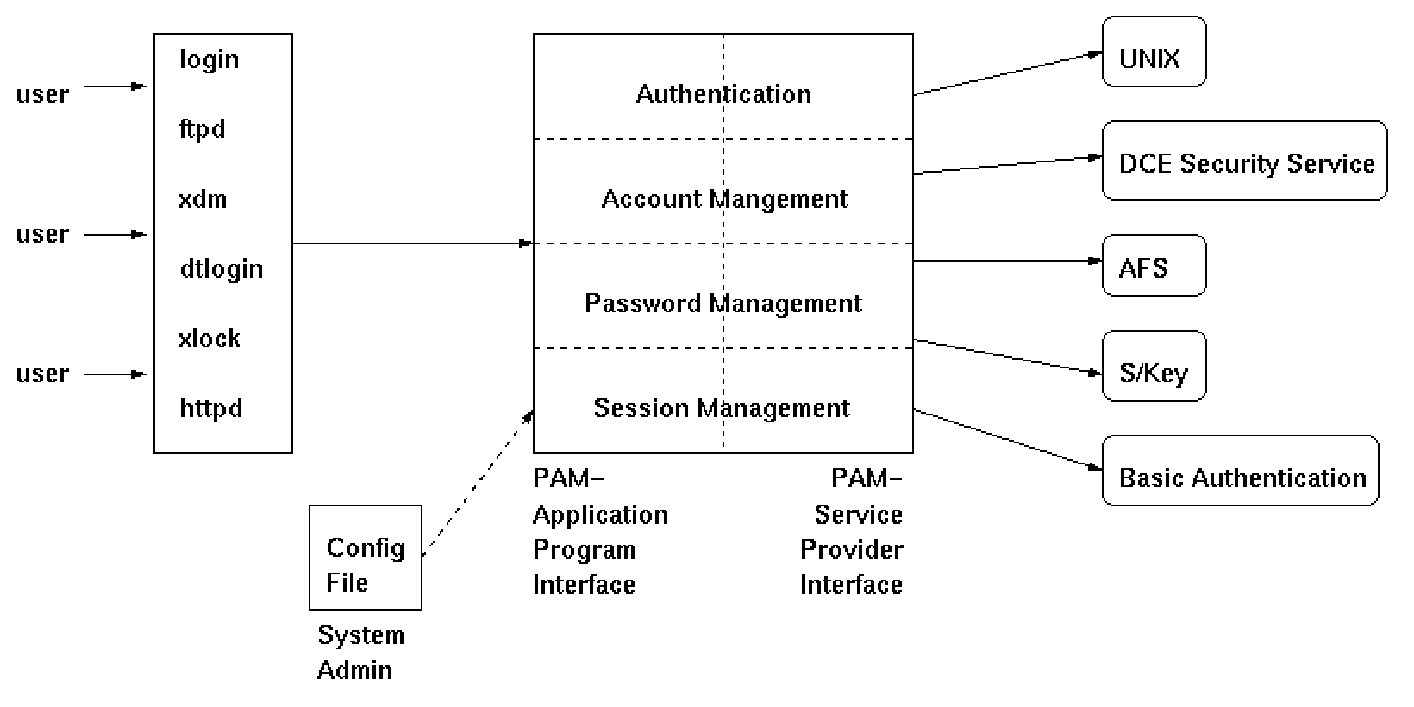 user
user
user
login
ftpd
xdm
dtlogin
xlock
httpd
Authentication
Account Mangement
Password Management
Session Management
PAM-
Application
Program
Interface
PAM-
Service
Provider
Interface
Config
File
System
Admin
UNIX
DCE Security Service
AFS
S/Key
Basic Authentication